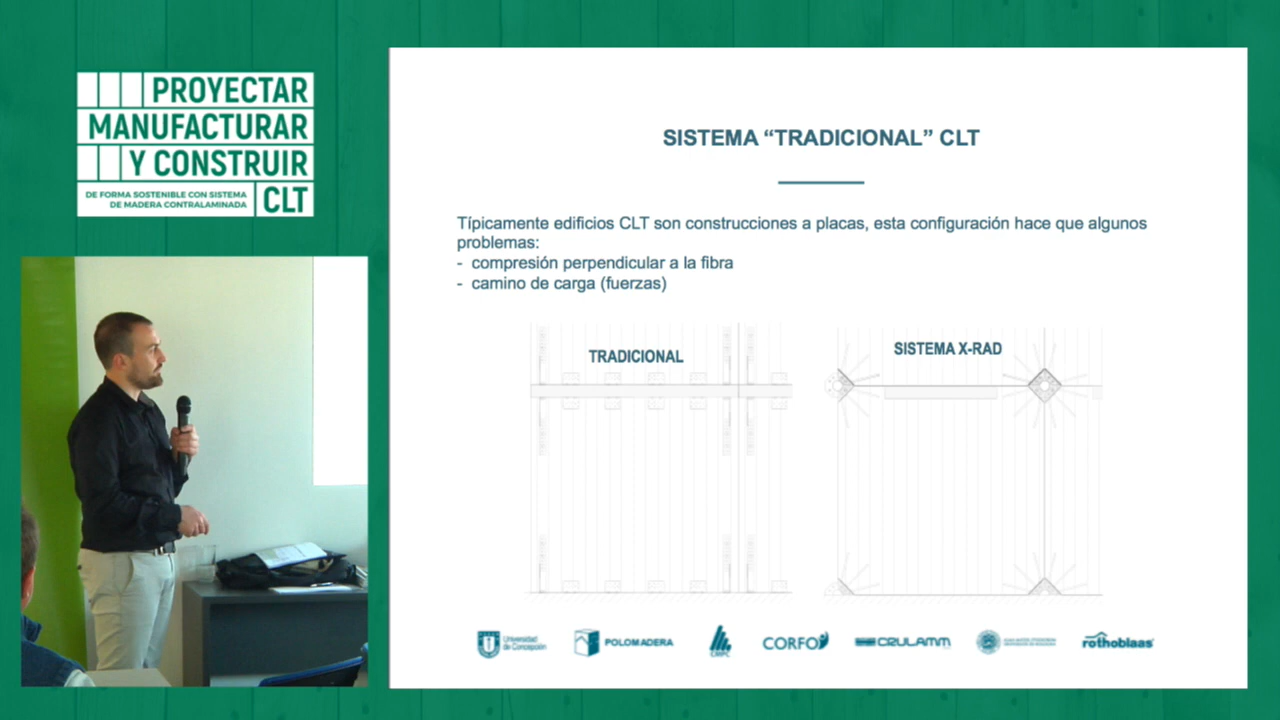 PROYECTAR
MANUFACTURAR
Y CONSTRUIR
DE FORMA SOSTENIBLE CON SISTEMA
DE MADERA CONTRALAMINADA
CLT
SISTEMA “TRADICIONAL” CLT
Típicamente edificios CLT son construcciones a placas, esta configuración hace que algunos
problemas:
- compresión perpendicular a la fibra
- camino de carga (fuerzas)
TRADICIONAL
SISTEMA X-RAD
Universidad
de Concepción
POLOMADERA
CMPC
CORFO
CRULAMM
rothoblaas